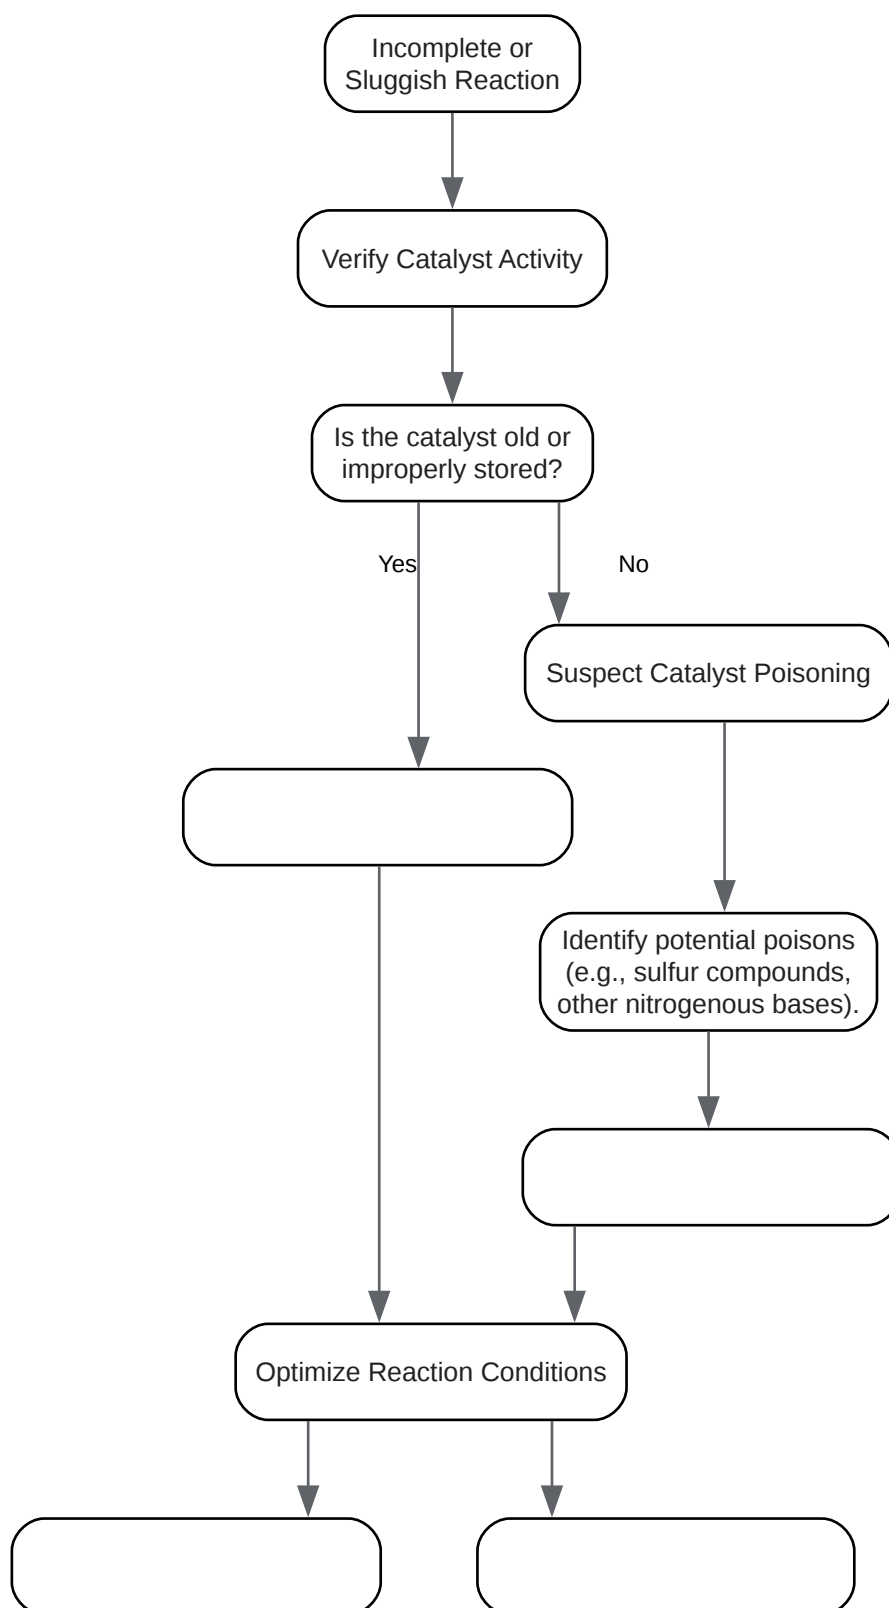 Incomplete or
Sluggish Reaction
Verify Catalyst Activity
Is the catalyst old or
improperly stored?
Yes
No
Suspect Catalyst Poisoning
Identify potential poisons
(e.g., sulfur compounds,
other nitrogenous bases).
Optimize Reaction Conditions